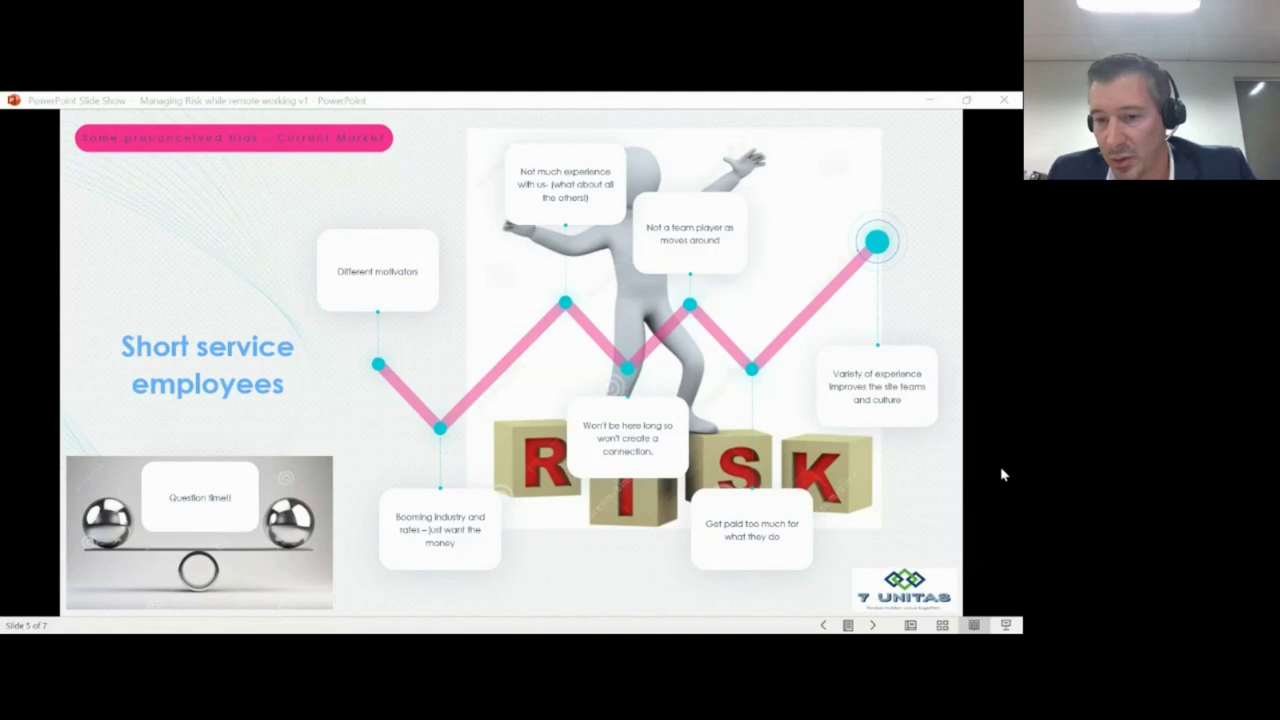 PowerPoint Slide Show - Managing Risk while remote working v1 - PowerPoint
Some preconceived bias – Current Market
Not much experience
with us- (what about all
the others!)
Not a team player as
moves around
Different motivators
Short service
employees
Variety of experience
improves the site teams
and culture
Won't be here long so
won't create a
connection.
R I S K
Question time!!
Booming industry and
rates – just want the
money
Get paid too much for
what they do
7 UNITAS
Slide 5 of 7